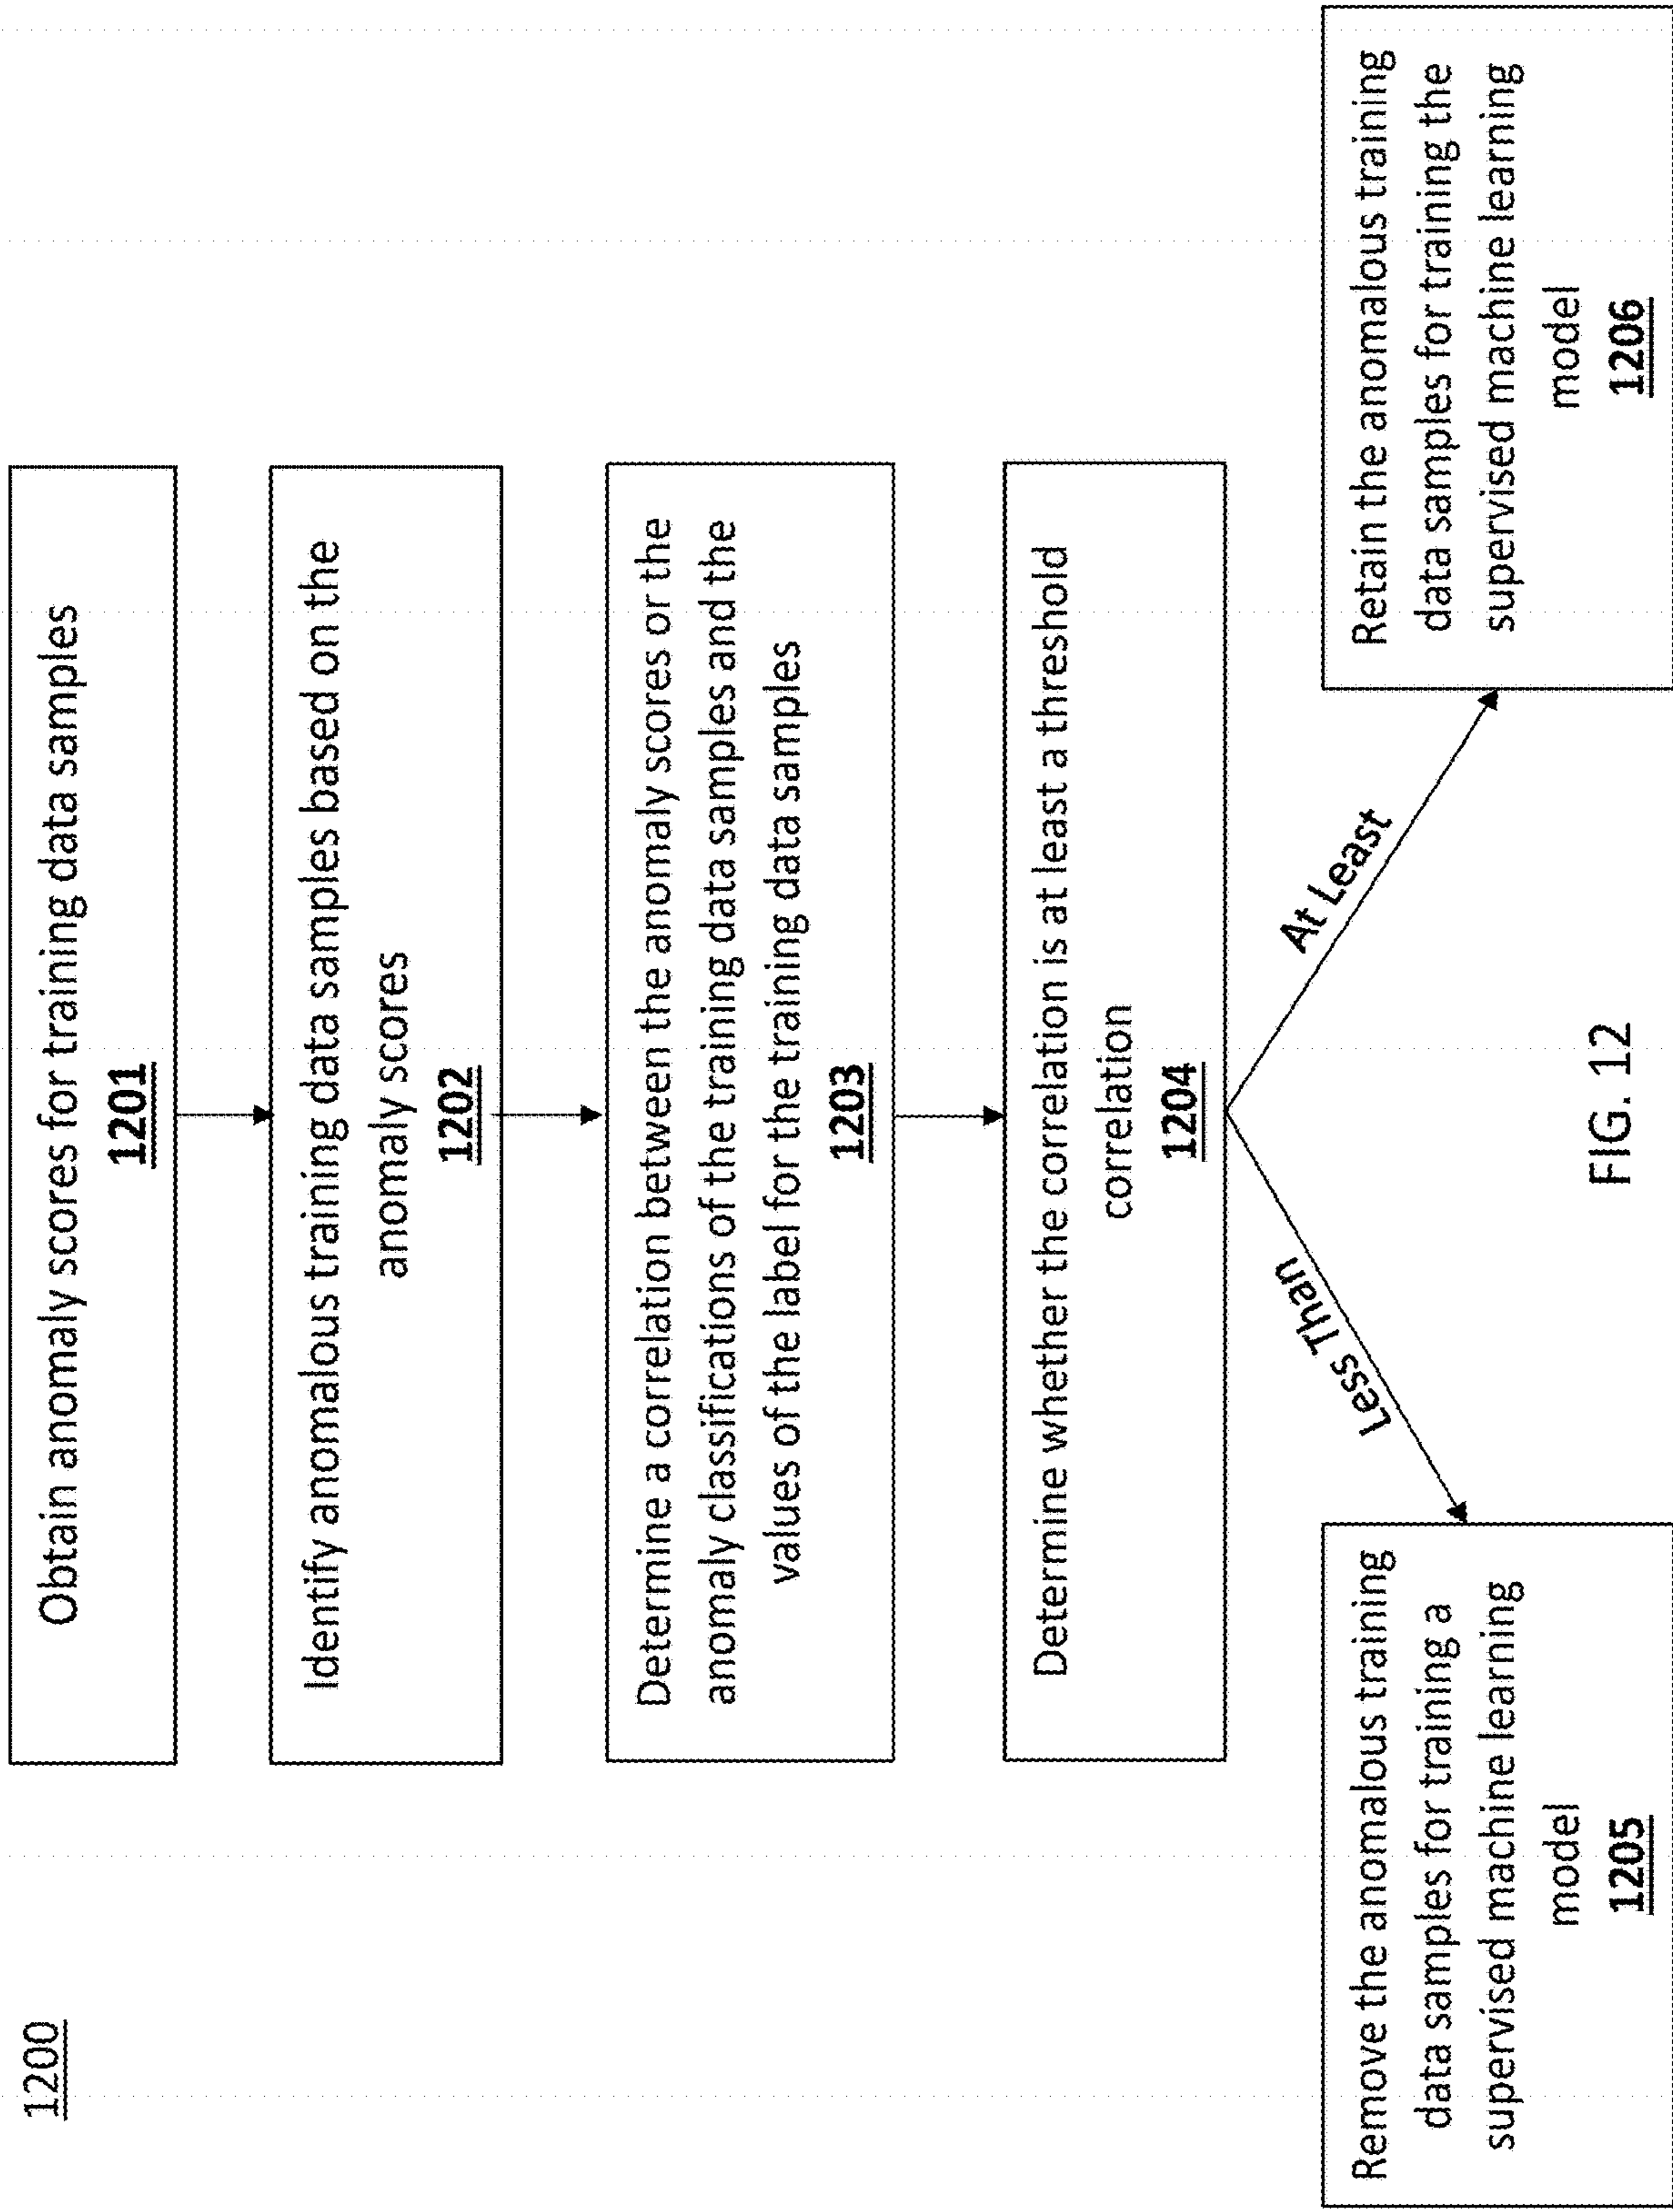 1200
Obtain anomaly scores for training data samples
1201
Identify anomalous training data samples based on the
anomaly scores
1202
Determine a correlation between the anomaly scores or the
anomaly classifications of the training data samples and the
values of the label for the training data samples
1203
Determine whether the correlation is at least a threshold
correlation
1204
Less Than
At Least
Remove the anomalous training
data samples for training a
supervised machine learning
model
1205
Retain the anomalous training
data samples for training the
supervised machine learning
model
1206
FIG. 12